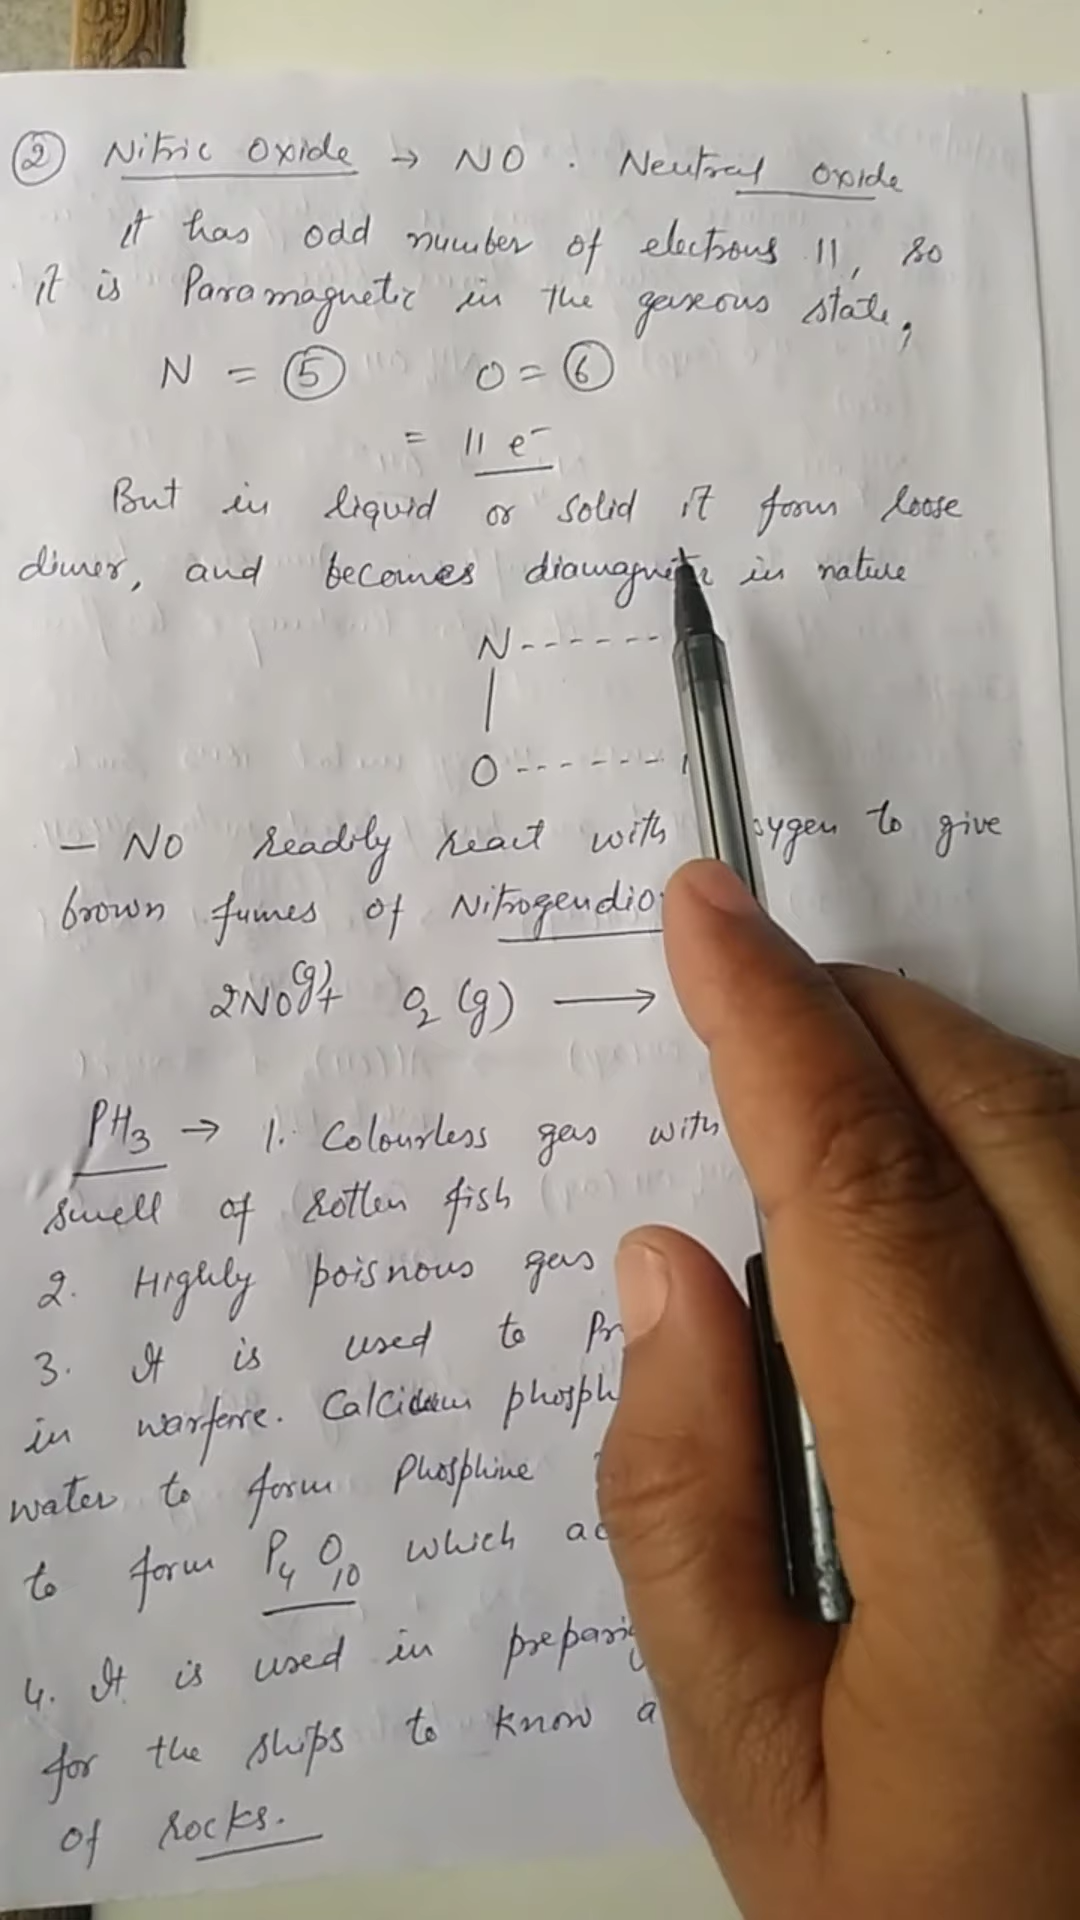 ② Nitric Oxide → NO . Neutral Oxide
it has odd number of electrons 11, so
it is Paramagnetic in the gaseous state,
N = ⑤ O = ⑥
= 11 e⁻
But in liquid or solid it form loose
dimer, and becomes diamagnetic in nature
N ------
|
O ------
— NO readily react with oxygen to give
brown fumes of Nitrogendio
2NO(g) + O₂ (g) ⟶
PH₃ → 1. Colourless gas with
smell of rotten fish
2. Highly poisnous gas
3. It is used to
in warfere. Calcium phosph
water to form Phosphine
to form P₄O₁₀ which
4. It is used in
for the ships to know
of rocks.